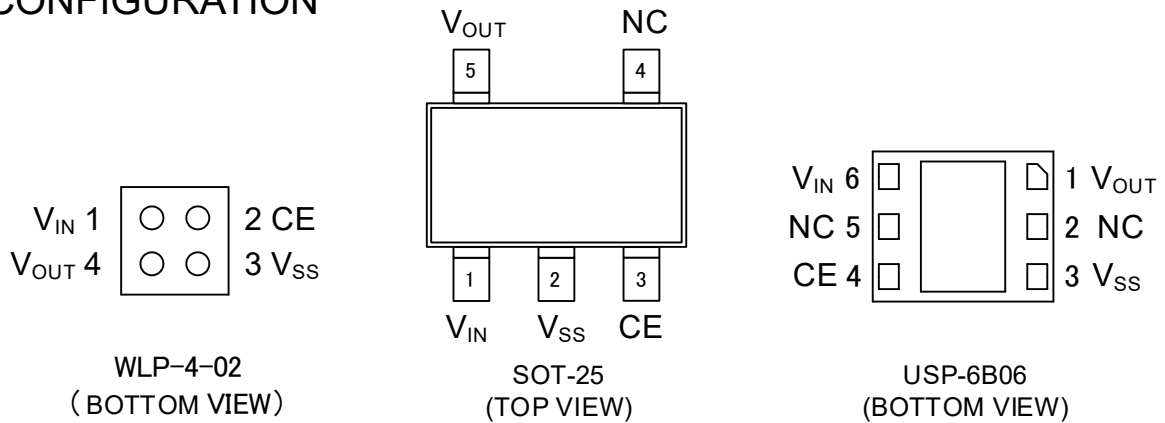 CONFIGURATION
VOUT NC
5 4
1 2 3
VIN VSS CE
SOT-25
(TOP VIEW)
VIN 1 2 CE
VOUT 4 3 VSS
WLP-4-02
(BOTTOM VIEW)
VIN 6 1 VOUT
NC 5 2 NC
CE 4 3 VSS
USP-6B06
(BOTTOM VIEW)